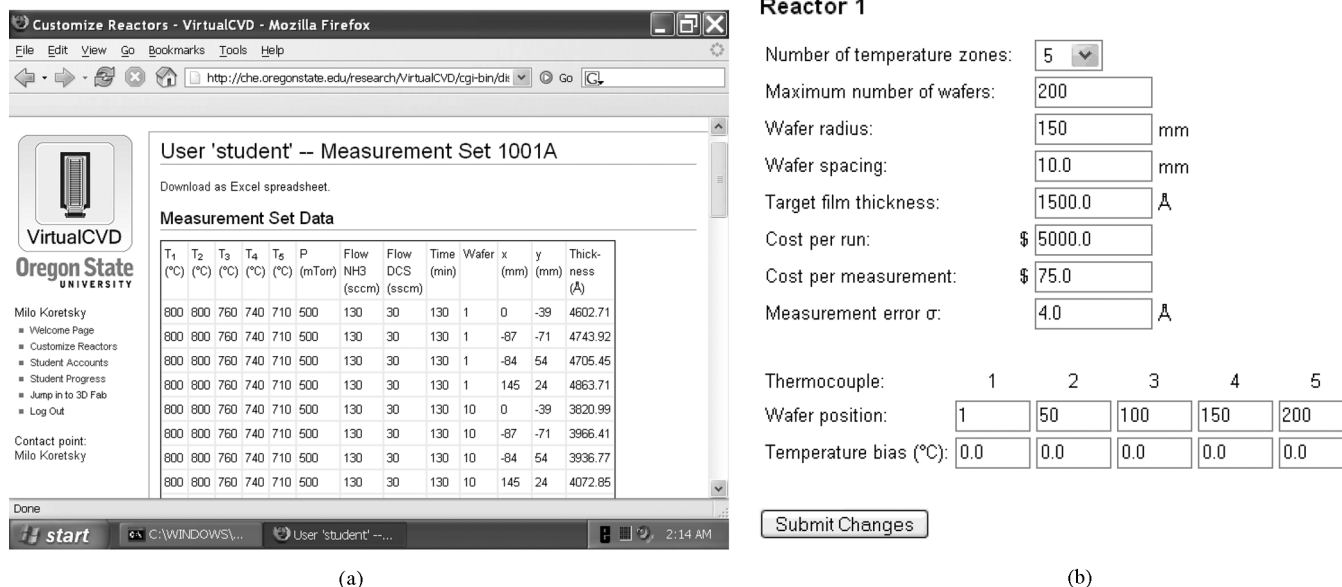 Customize Reactors - VirtualCVD - Mozilla Firefox
File Edit View Go Bookmarks Tools Help
http://che.oregonstate.edu/research/VirtualCVD/cgi-bin/dis Go G
VirtualCVD
Oregon State
UNIVERSITY
Milo Koretsky
Welcome Page
Customize Reactors
Student Accounts
Student Progress
Jump in to 3D Fab
Log Out
Contact point:
Milo Koretsky
User 'student' -- Measurement Set 1001A
Download as Excel spreadsheet.
Measurement Set Data
T₁ T₂ T₃ T₄ T₅ P Flow Flow Time Wafer x y Thick-
(°C) (°C) (°C) (°C) (°C) (mTorr) NH3 DCS (min) (mm) (mm) ness
(sccm) (sscm) (Å)
800 800 760 740 710 500 130 30 130 1 0 -39 4602.71
800 800 760 740 710 500 130 30 130 1 -87 -71 4743.92
800 800 760 740 710 500 130 30 130 1 -84 54 4705.45
800 800 760 740 710 500 130 30 130 1 145 24 4863.71
800 800 760 740 710 500 130 30 130 10 0 -39 3820.99
800 800 760 740 710 500 130 30 130 10 -87 -71 3966.41
800 800 760 740 710 500 130 30 130 10 -84 54 3936.77
800 800 760 740 710 500 130 30 130 10 145 24 4072.85
Done
start C:\WINDOWS\... User 'student' --... 2:14 AM
(a)
Reactor 1
Number of temperature zones: 5
Maximum number of wafers: 200
Wafer radius: 150 mm
Wafer spacing: 10.0 mm
Target film thickness: 1500.0 Å
Cost per run: $ 5000.0
Cost per measurement: $ 75.0
Measurement error σ: 4.0 Å
Thermocouple: 1 2 3 4 5
Wafer position: 1 50 100 150 200
Temperature bias (°C): 0.0 0.0 0.0 0.0 0.0
Submit Changes
(b)